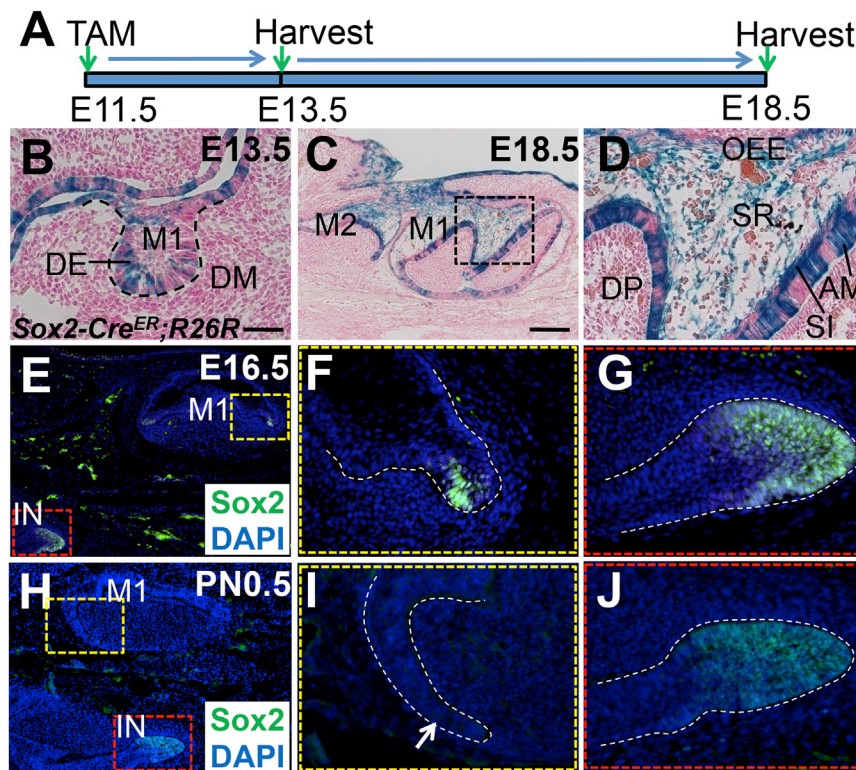 A TAM Harvest Harvest
E11.5 E13.5 E18.5
B E13.5
M1
DE
DM
Sox2-CreER;R26R
C E18.5
M2 M1
D OEE
SR
DP
AM
SI
E E16.5
M1
IN
Sox2
DAPI
F
G
H PN0.5
M1
IN
Sox2
DAPI
I
J